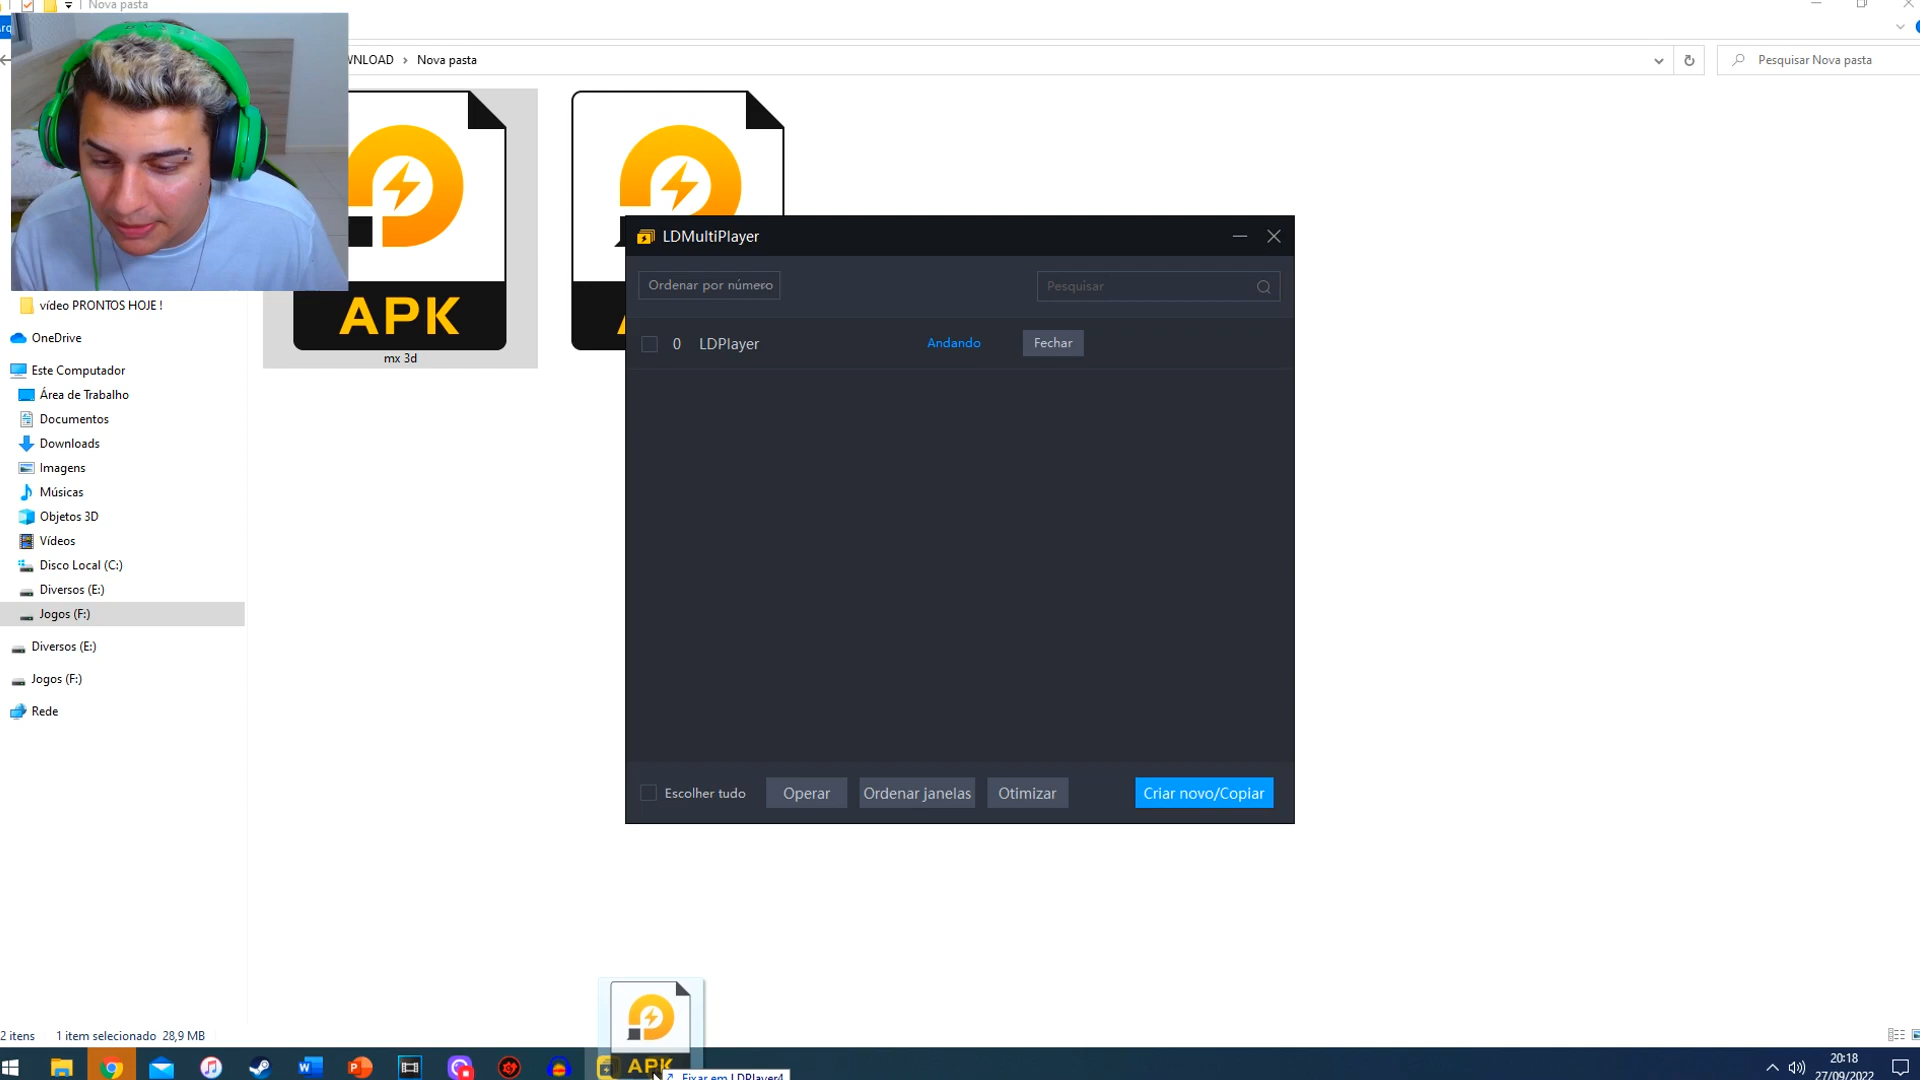 Nova pasta
WNLOAD > Nova pasta
Pesquisar Nova pasta
APK
mx 3d
LDMultiPlayer
Ordenar por número
Pesquisar
0 LDPlayer Andando Fechar
Escolher tudo Operar Ordenar janelas Otimizar Criar novo/Copiar
vídeo PRONTOS HOJE !
OneDrive
Este Computador
Área de Trabalho
Documentos
Downloads
Imagens
Músicas
Objetos 3D
Vídeos
Disco Local (C:)
Diversos (E:)
Jogos (F:)
Diversos (E:)
Jogos (F:)
Rede
2 itens 1 item selecionado 28,9 MB
APK
Fixar em LDPlayer4
20:18
27/09/2022